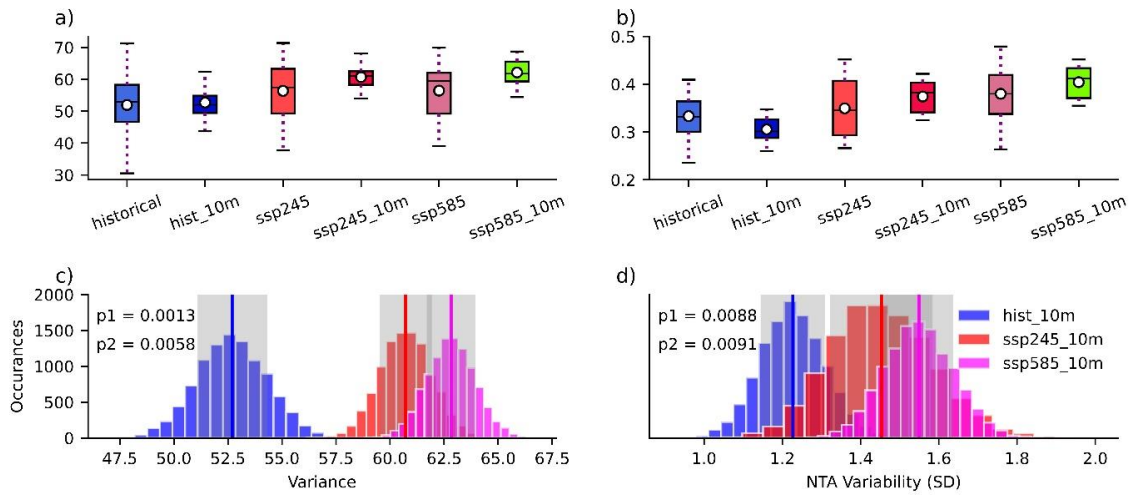 a)
70
60
50
40
30
historical
hist_10m
ssp245
ssp245_10m
ssp585
ssp585_10m
b)
0.5
0.4
0.3
0.2
historical
hist_10m
ssp245
ssp245_10m
ssp585
ssp585_10m
c)
Occurances
2000
1500
1000
500
0
p1 = 0.0013
p2 = 0.0058
47.5 50.0 52.5 55.0 57.5 60.0 62.5 65.0 67.5
Variance
d)
p1 = 0.0088
p2 = 0.0091
hist_10m
ssp245_10m
ssp585_10m
1.0 1.2 1.4 1.6 1.8 2.0
NTA Variability (SD)